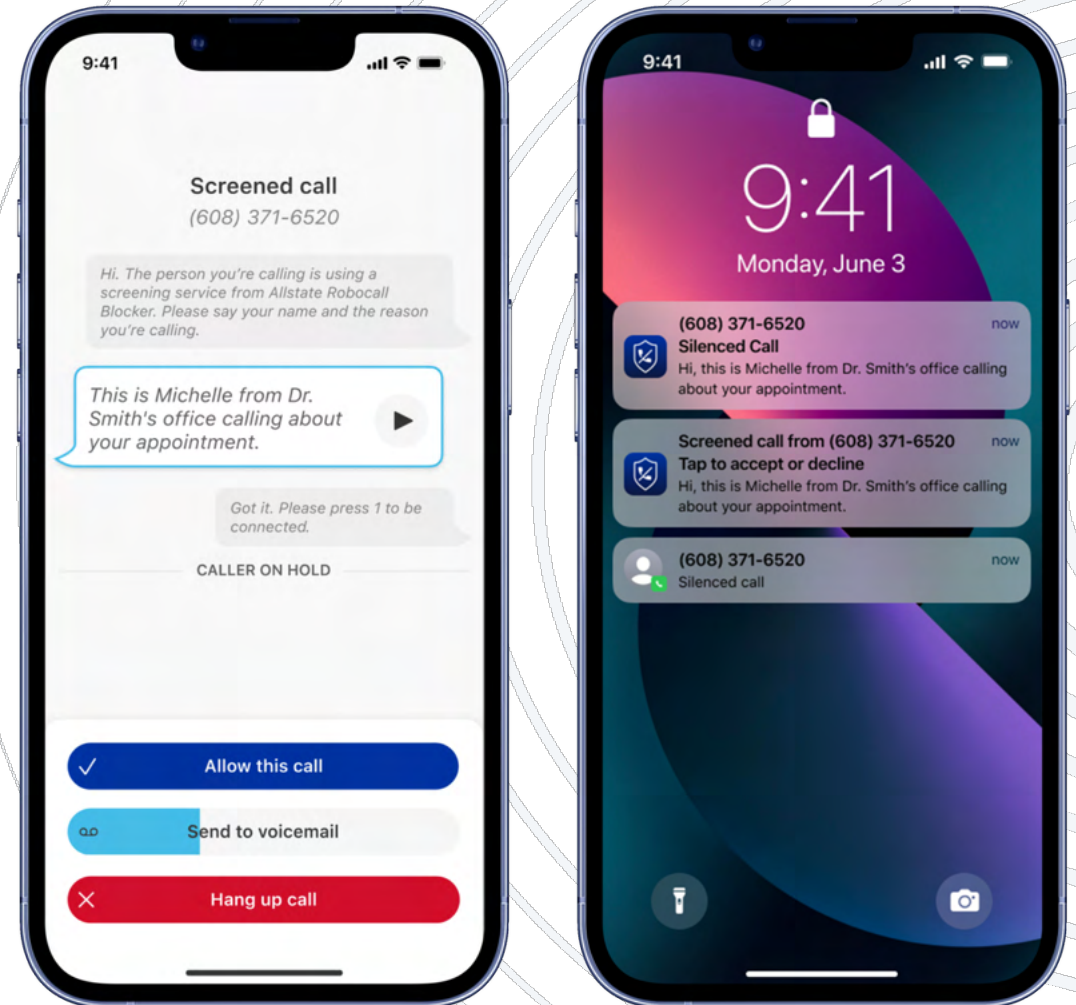 9:41
Screened call
(608) 371-6520
Hi. The person you're calling is using a
screening service from Allstate Robocall
Blocker. Please say your name and the reason
you're calling.
This is Michelle from Dr.
Smith's office calling about
your appointment.
Got it. Please press 1 to be
connected.
CALLER ON HOLD
Allow this call
Send to voicemail
Hang up call
9:41
9:41
Monday, June 3
(608) 371-6520 now
Silenced Call
Hi, this is Michelle from Dr. Smith's office calling
about your appointment.
Screened call from (608) 371-6520 now
Tap to accept or decline
Hi, this is Michelle from Dr. Smith's office calling
about your appointment.
(608) 371-6520 now
Silenced call